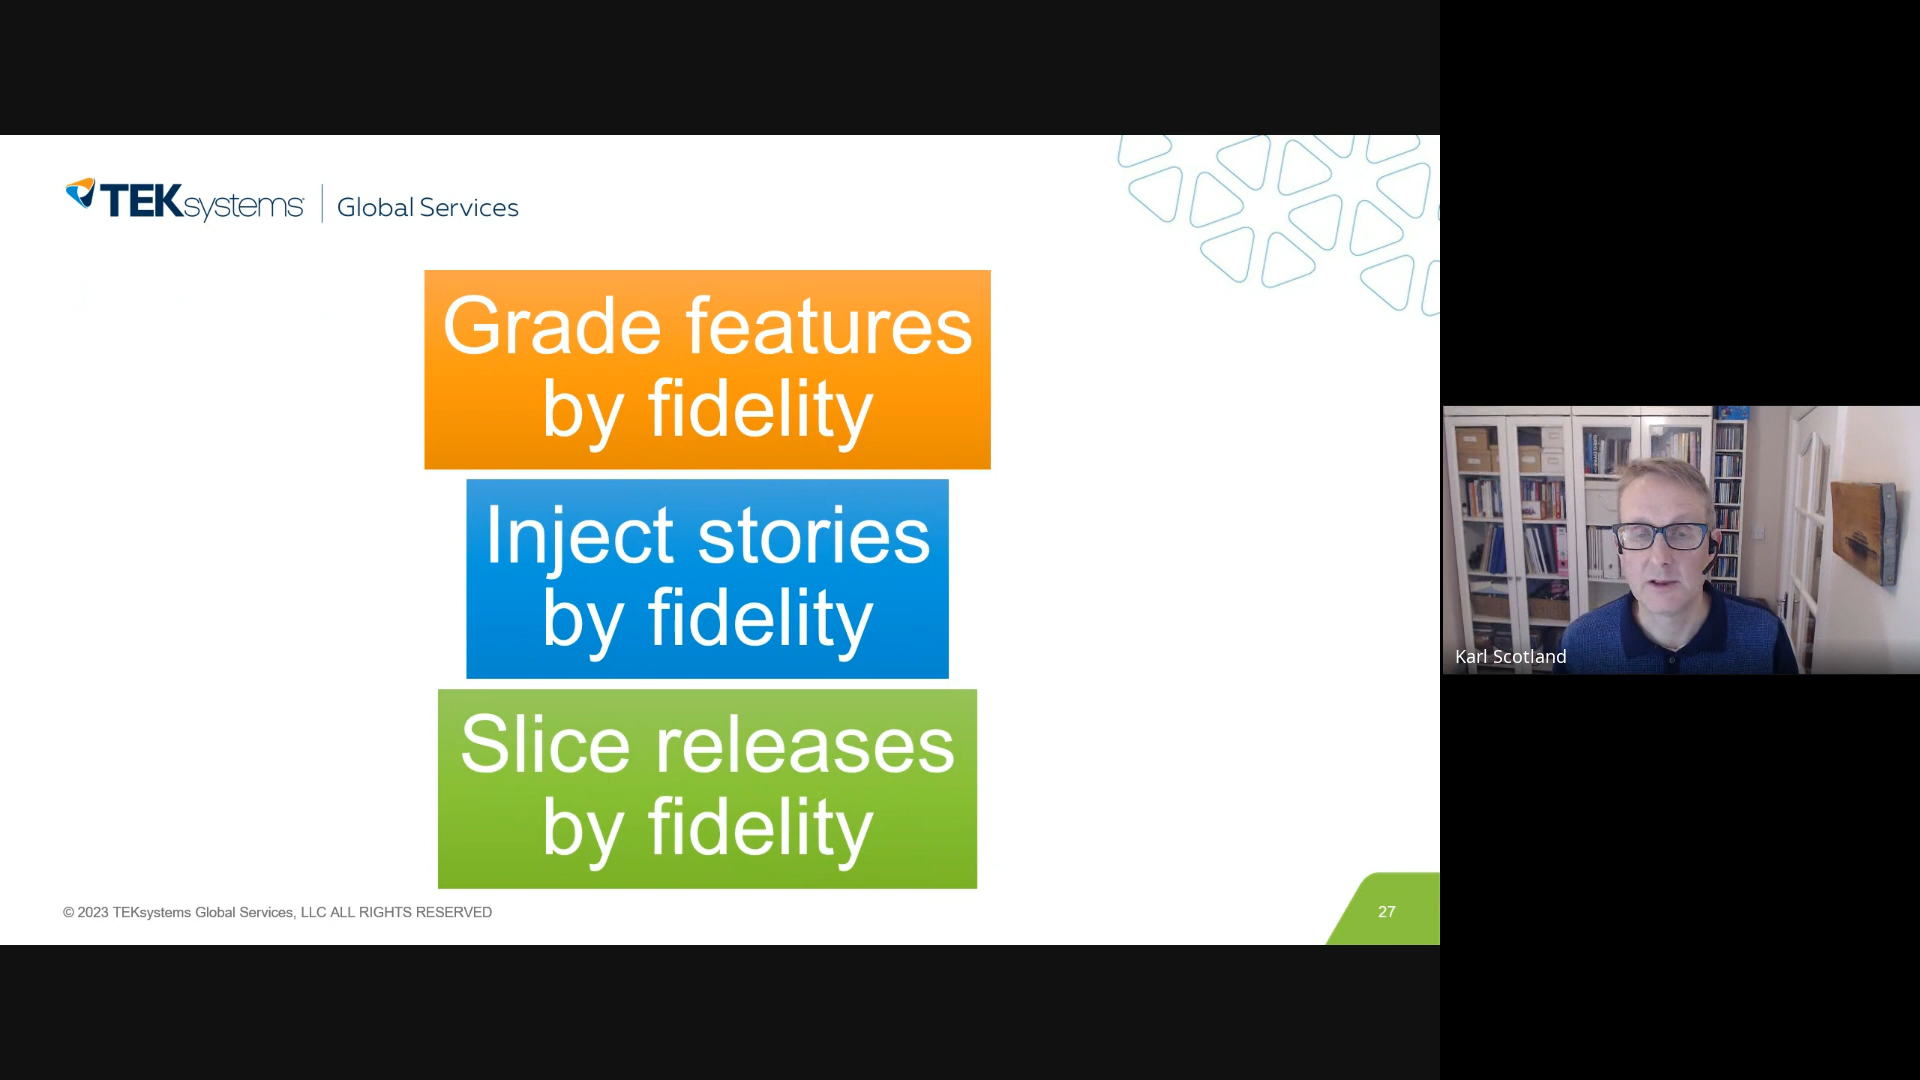 TEKsystems Global Services
Grade features
by fidelity
Inject stories
by fidelity
Slice releases
by fidelity
© 2023 TEKsystems Global Services, LLC ALL RIGHTS RESERVED
27
Karl Scotland